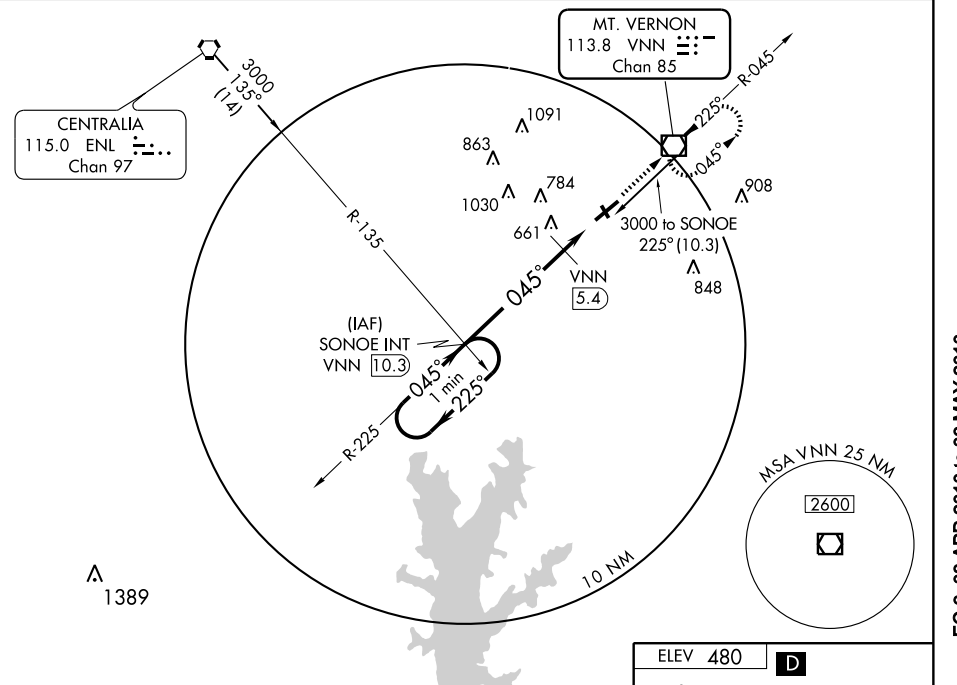 MT. VERNON
113.8 VNN
Chan 85
R-045
225°
045°
3000
135°
(14)
CENTRALIA
115.0 ENL
Chan 97
1091
863
1030
784
661
908
3000 to SONOE
225° (10.3)
848
R-135
VNN
5.4
045°
(IAF)
SONOE INT
VNN 10.3
045°
1 min
225°
R-225
MSA VNN 25 NM
2600
10 NM
1389
ELEV 480 D